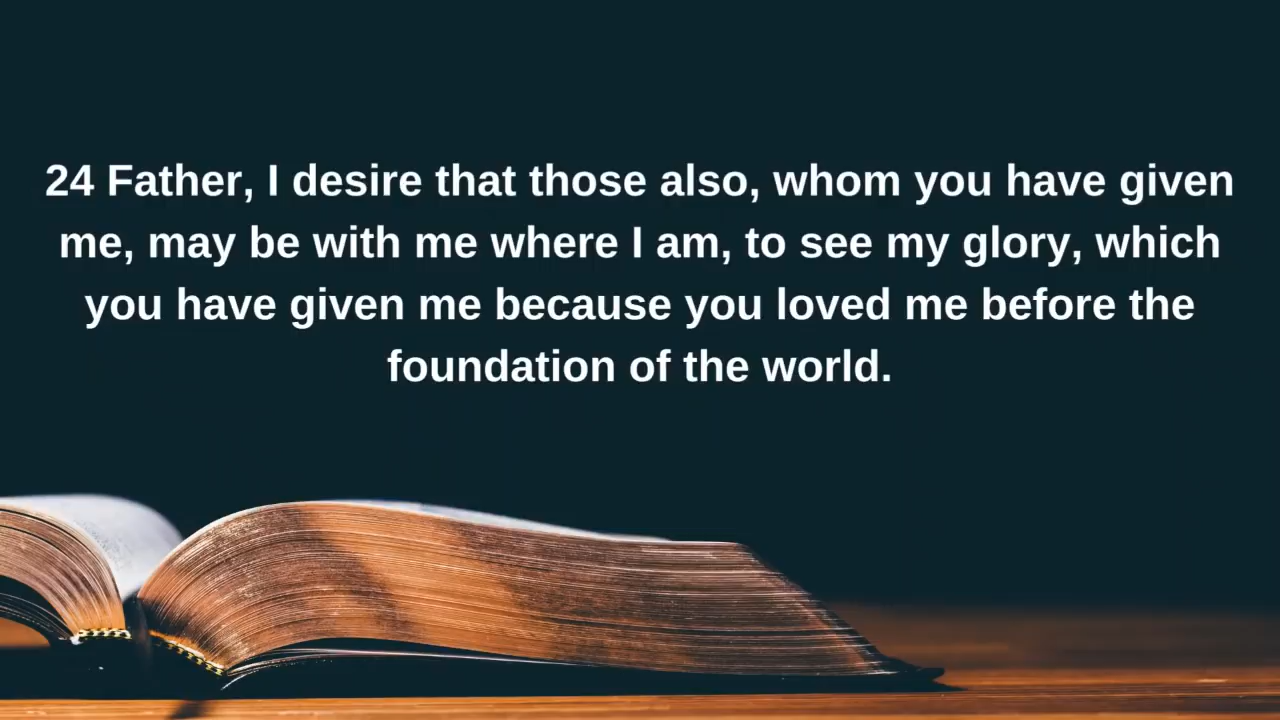 24 Father, I desire that those also, whom you have given
me, may be with me where I am, to see my glory, which
you have given me because you loved me before the
foundation of the world.